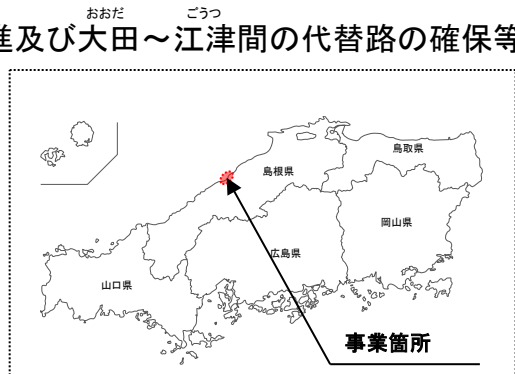 おおだ ごうつ
進及び大田～江津間の代替路の確保等
鳥取県
島根県
岡山県
広島県
山口県
事業箇所